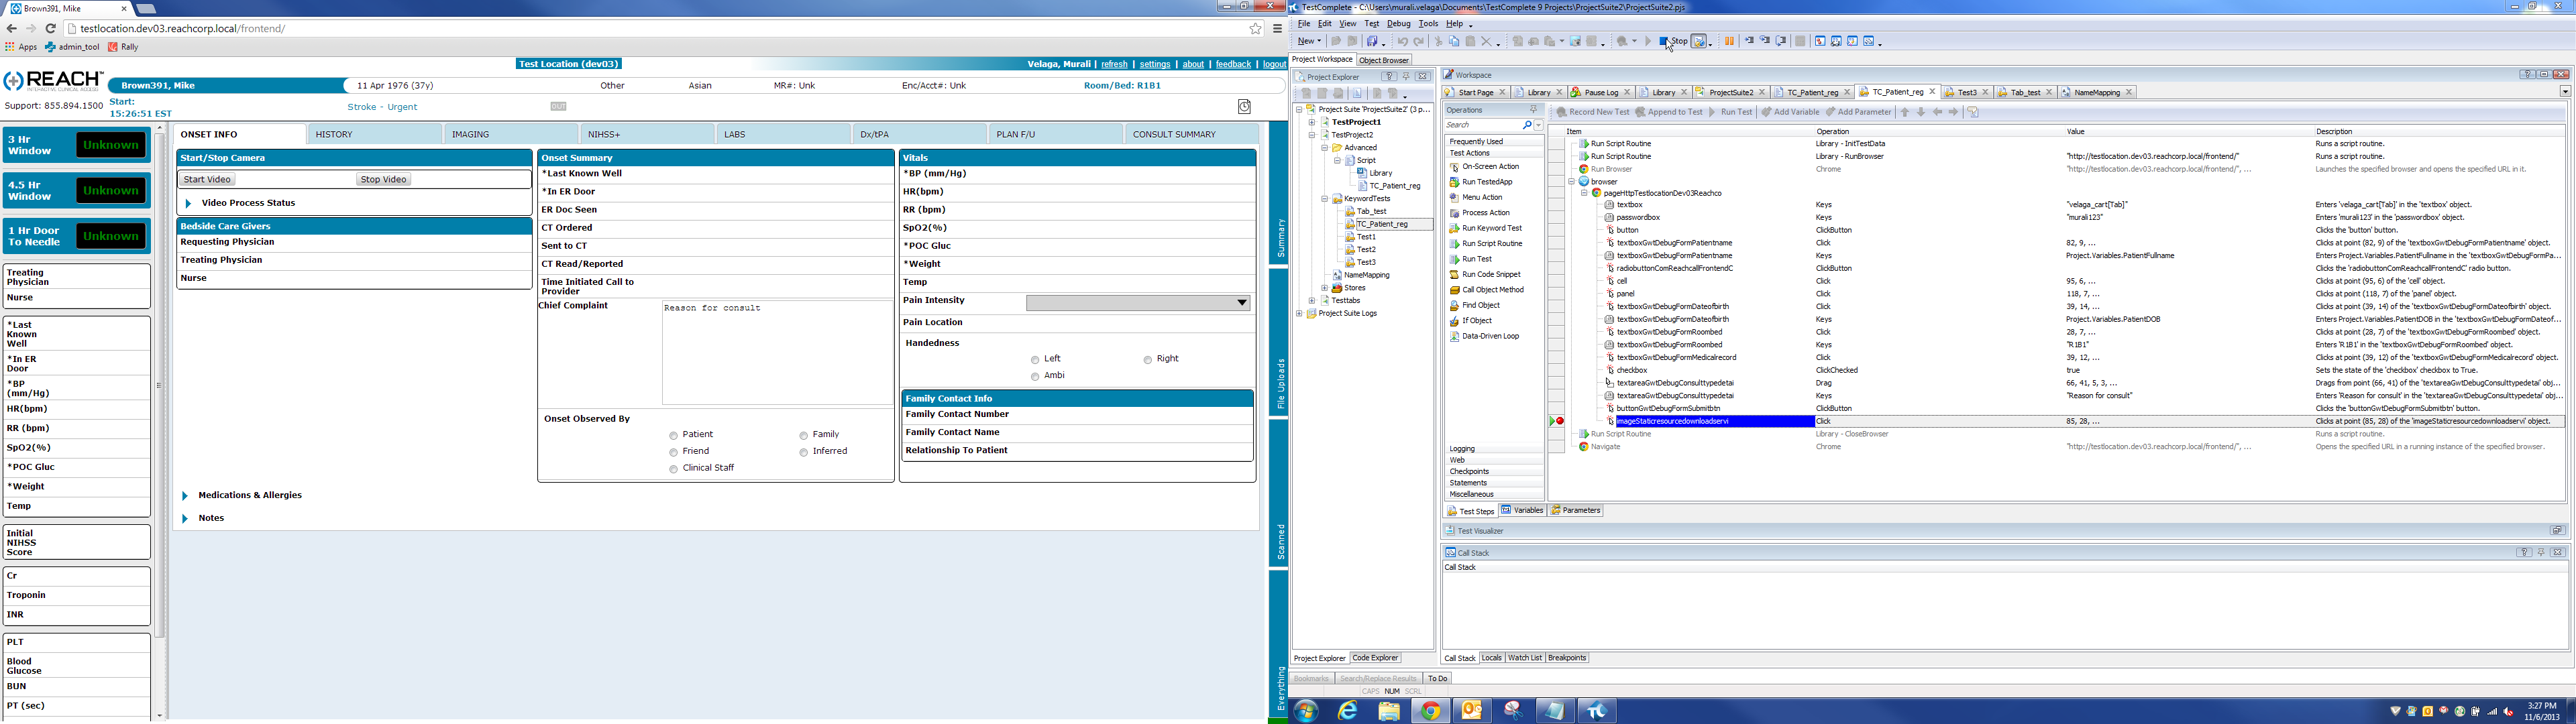 Brown391, Mike
testlocation.dev03.reachcorp.local/frontend/
Apps admin_tool Rally
Test Location (dev03)
Velaga, Murali | refresh | settings | about | feedback | logout
REACH
Brown391, Mike 11 Apr 1976 (37y) Other Asian MR#: Unk Enc/Acct#: Unk Room/Bed: R1B1
Support: 855.894.1500
Start:
15:26:51 EST
Stroke - Urgent
OUT
3 Hr
Window
Unknown
4.5 Hr
Window
Unknown
1 Hr Door
To Needle
Unknown
Treating
Physician
Nurse
*Last
Known
Well
*In ER
Door
*BP
(mm/Hg)
HR(bpm)
RR (bpm)
SpO2(%)
*POC Gluc
*Weight
Temp
Initial
NIHSS
Score
Cr
Troponin
INR
PLT
Blood
Glucose
BUN
PT (sec)
ONSET INFO HISTORY IMAGING NIHSS+ LABS Dx/tPA PLAN F/U CONSULT SUMMARY
Start/Stop Camera
Start Video Stop Video
Video Process Status
Bedside Care Givers
Requesting Physician
Treating Physician
Nurse
Onset Summary
*Last Known Well
*In ER Door
ER Doc Seen
CT Ordered
Sent to CT
CT Read/Reported
Time Initiated Call to
Provider
Chief Complaint
Reason for consult
Onset Observed By
Patient Family
Friend Inferred
Clinical Staff
Vitals
*BP (mm/Hg)
HR(bpm)
RR (bpm)
SpO2(%)
*POC Gluc
*Weight
Temp
Pain Intensity
Pain Location
Handedness
Left Right
Ambi
Family Contact Info
Family Contact Number
Family Contact Name
Relationship To Patient
Medications & Allergies
Notes
Summary
File Uploads
Scanned
Everything
TestComplete - C:\Users\murali.velaga\Documents\TestComplete 9 Projects\ProjectSuite2\ProjectSuite2.pjs
File Edit View Test Debug Tools Help
New Stop
Project Workspace Object Browser
Project Explorer
Project Suite 'ProjectSuite2' (3 p...
TestProject1
TestProject2
Advanced
Script
Library
TC_Patient_reg
KeywordTests
Tab_test
TC_Patient_reg
Test1
Test2
Test3
NameMapping
Stores
Testtabs
Project Suite Logs
Project Explorer Code Explorer
Workspace
Start Page Library Pause Log Library ProjectSuite2 TC_Patient_reg TC_Patient_reg Test3 Tab_test NameMapping
Operations
Search
Frequently Used
Test Actions
On-Screen Action
Run TestedApp
Menu Action
Process Action
Run Keyword Test
Run Script Routine
Run Test
Run Code Snippet
Call Object Method
Find Object
If Object
Data-Driven Loop
Logging
Web
Checkpoints
Statements
Miscellaneous
Record New Test Append to Test Run Test Add Variable Add Parameter
Item Operation Value Description
Run Script Routine Library - InitTestData Runs a script routine.
Run Script Routine Library - RunBrowser "http://testlocation.dev03.reachcorp.local/frontend/" Runs a script routine.
Run Browser Chrome "http://testlocation.dev03.reachcorp.local/frontend/", ... Launches the specified browser and opens the specified URL in it.
browser
pageHttpTestlocationDev03Reachco
textbox Keys "velaga_cart[Tab]" Enters 'velaga_cart[Tab]' in the 'textbox' object.
passwordbox Keys "murali123" Enters 'murali123' in the 'passwordbox' object.
button ClickButton Clicks the 'button' button.
textboxGwtDebugFormPatientname Click 82, 9, ... Clicks at point (82, 9) of the 'textboxGwtDebugFormPatientname' object.
textboxGwtDebugFormPatientname Keys Project.Variables.PatientFullname Enters Project.Variables.PatientFullname in the 'textboxGwtDebugFormPa...
radiobuttonComReachcallFrontendC ClickButton Clicks the 'radiobuttonComReachcallFrontendC' radio button.
cell Click 95, 6, ... Clicks at point (95, 6) of the 'cell' object.
panel Click 118, 7, ... Clicks at point (118, 7) of the 'panel' object.
textboxGwtDebugFormDateofbirth Click 39, 14, ... Clicks at point (39, 14) of the 'textboxGwtDebugFormDateofbirth' object.
textboxGwtDebugFormDateofbirth Keys Project.Variables.PatientDOB Enters Project.Variables.PatientDOB in the 'textboxGwtDebugFormDateof...
textboxGwtDebugFormRoombed Click 28, 7, ... Clicks at point (28, 7) of the 'textboxGwtDebugFormRoombed' object.
textboxGwtDebugFormRoombed Keys "R1B1" Enters 'R1B1' in the 'textboxGwtDebugFormRoombed' object.
textboxGwtDebugFormMedicalrecord Click 39, 12, ... Clicks at point (39, 12) of the 'textboxGwtDebugFormMedicalrecord' object.
checkbox ClickChecked true Sets the state of the 'checkbox' checkbox to True.
textareaGwtDebugConsulttypedetai Drag 66, 41, 5, 3, ... Drags from point (66, 41) of the 'textareaGwtDebugConsulttypedetai' obj...
textareaGwtDebugConsulttypedetai Keys "Reason for consult" Enters 'Reason for consult' in the 'textareaGwtDebugConsulttypedetai' obj...
buttonGwtDebugFormSubmitbtn ClickButton Clicks the 'buttonGwtDebugFormSubmitbtn' button.
imageStaticresourcedownloadservi Click 85, 28, ... Clicks at point (85, 28) of the 'imageStaticresourcedownloadservi' object.
Run Script Routine Library - CloseBrowser Runs a script routine.
Navigate Chrome "http://testlocation.dev03.reachcorp.local/frontend/", ... Opens the specified URL in a running instance of the specified browser.
Test Steps Variables Parameters
Test Visualizer
Call Stack
Call Stack
Call Stack Locals Watch List Breakpoints
Bookmarks Search/Replace Results To Do
CAPS NUM SCRL
3:27 PM
11/6/2013